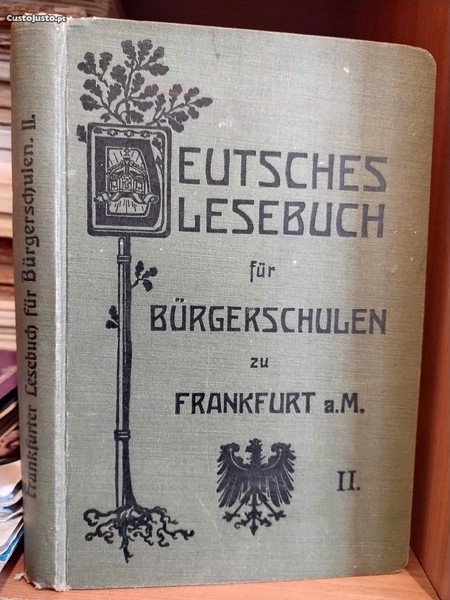 CustoJusto.pt
Frankfurter Lesebuch für Bürgerschulen. II.
DEUTSCHES
LESEBUCH
für
BÜRGERSCHULEN
zu
FRANKFURT a.M.
II.